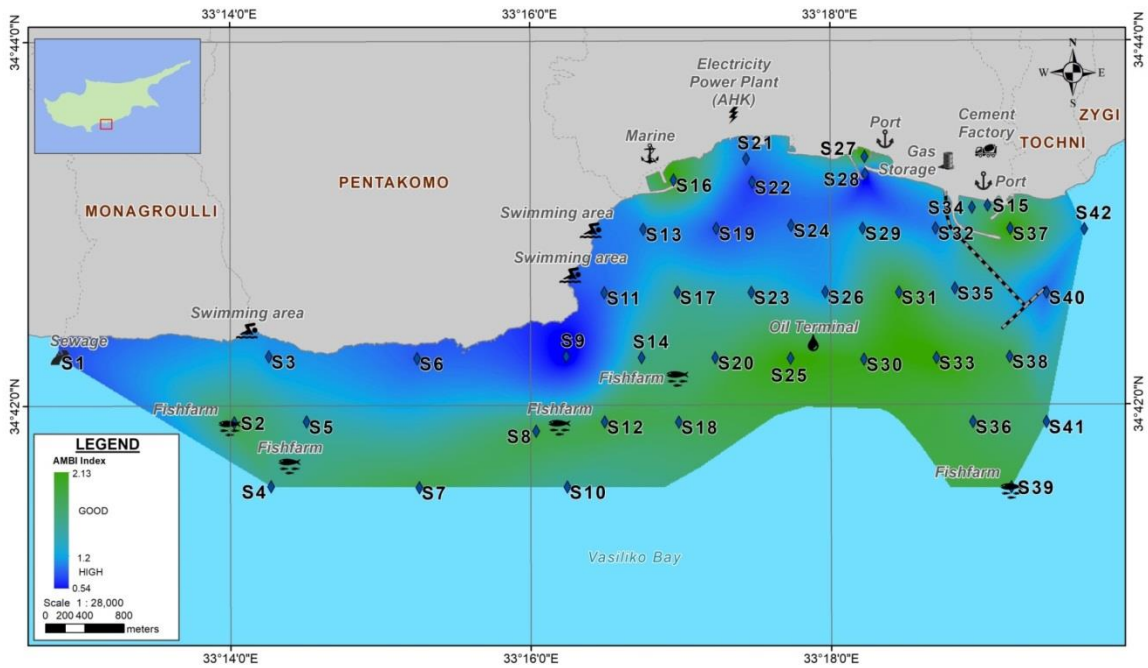 33°14'0"E
33°16'0"E
33°18'0"E
34°44'0"N
34°44'0"N
N
W
E
S
Electricity
Power Plant
(AHK)
Marine
Port
Cement
Factory
ZYGI
TOCHNI
Gas
Storage
Port
PENTAKOMO
MONAGROULLI
S21
S27
S16
S22
S28
S34
S15
S42
Swimming area
S13
S19
S24
S29
S32
S37
Swimming area
S11
S17
S23
S26
S31
S35
S40
Swimming area
Oil Terminal
Sewage
S1
S3
S6
S9
S14
S20
S25
S30
S33
S38
Fishfarm
34°42'0"N
34°42'0"N
Fishfarm
S2
S5
Fishfarm
S8
S12
S18
S36
S41
Fishfarm
Fishfarm
S4
S7
S10
S39
Vasiliko Bay
LEGEND
AMBI Index
2.13
GOOD
1.2
HIGH
0.54
Scale 1 : 28,000
0 200 400 800
meters
33°14'0"E
33°16'0"E
33°18'0"E